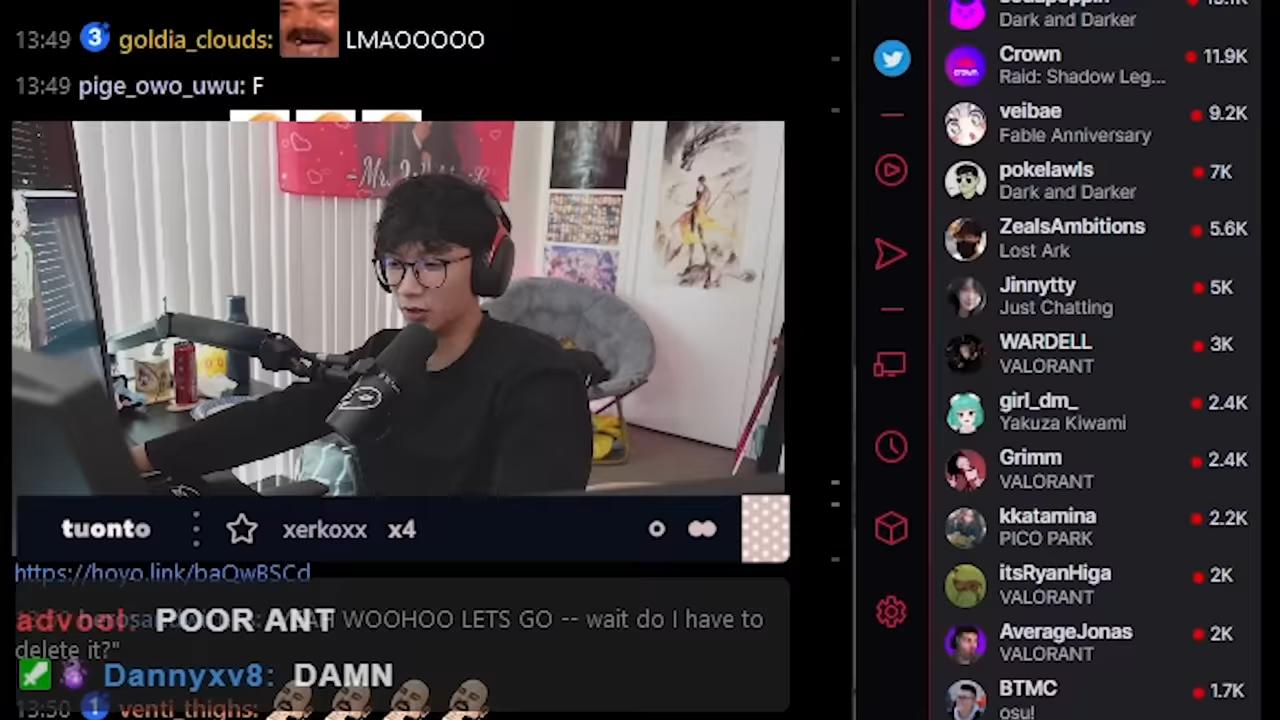 13:49 3 goldia_clouds: LMAOOOOO
13:49 pige_owo_uwu: F
tuonto
xerkoxx x4
https://hoyo.link/baQwBSCd
advool: POOR ANT
WOOHOO LETS GO -- wait do I have to
delete it?"
Dannyxv8: DAMN
13:50 1 venti_thighs:
Dark and Darker
Crown 11.9K
Raid: Shadow Leg...
veibae 9.2K
Fable Anniversary
pokelawls 7K
Dark and Darker
ZealsAmbitions 5.6K
Lost Ark
Jinnytty 5K
Just Chatting
WARDELL 3K
VALORANT
girl_dm_ 2.4K
Yakuza Kiwami
Grimm 2.4K
VALORANT
kkatamina 2.2K
PICO PARK
itsRyanHiga 2K
VALORANT
AverageJonas 2K
VALORANT
BTMC 1.7K
osu!